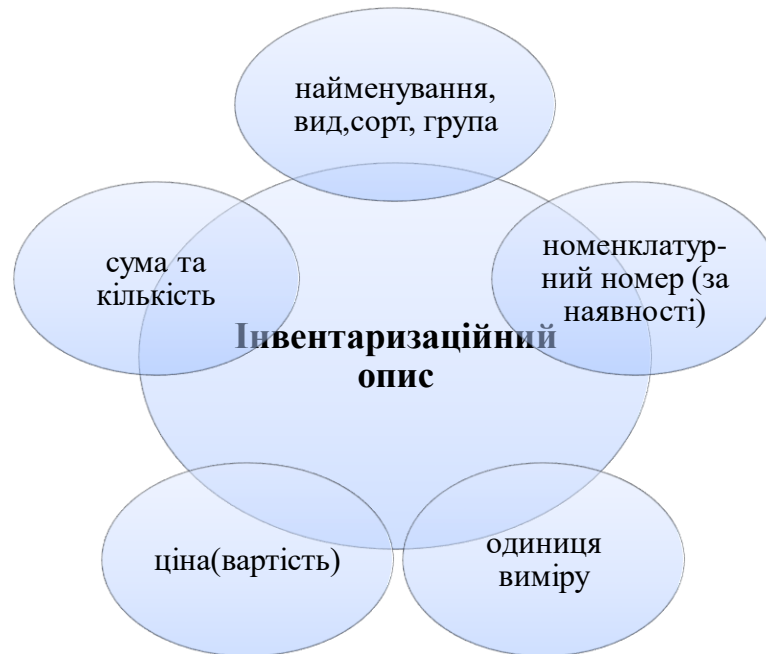 найменування,
вид,сорт, група
сума та
кількість
номенклатур-
ний номер (за
наявності)
Інвентаризаційний
опис
ціна(вартість)
одиниця
виміру